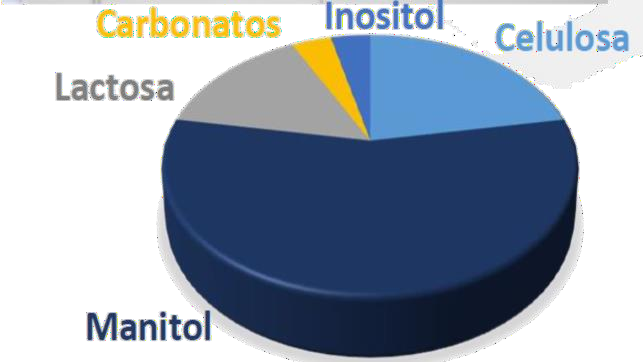 Inositol
Carbonatos
Celulosa
Lactosa
Manitol